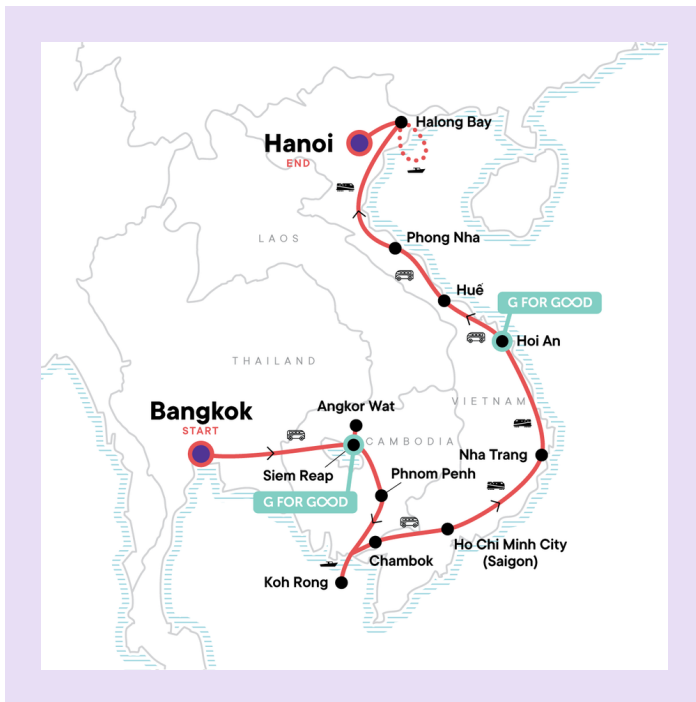 Halong Bay
Hanoi
END
Phong Nha
LAOS
Huế
G FOR GOOD
Hoi An
THAILAND
VIETNAM
Angkor Wat
Bangkok
START
CAMBODIA
Nha Trang
Siem Reap
Phnom Penh
G FOR GOOD
Ho Chi Minh City
(Saigon)
Chambok
Koh Rong